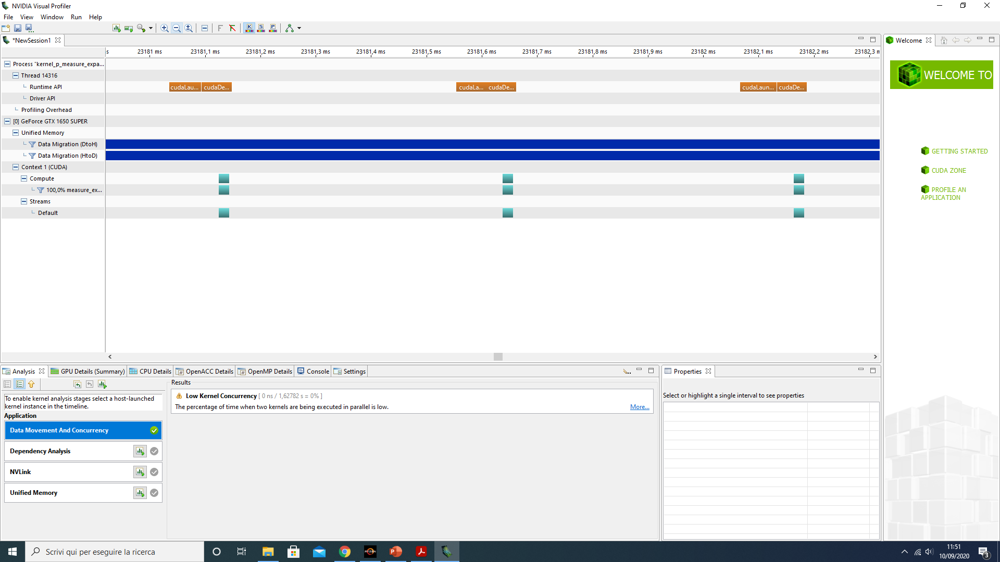 NVIDIA Visual Profiler
File View Window Run Help
*NewSession1
Welcome
s 23181 ms 23181,1 ms 23181,2 ms 23181,3 ms 23181,4 ms 23181,5 ms 23181,6 ms 23181,7 ms 23181,8 ms 23181,9 ms 23182 ms 23182,1 ms 23182,2 ms 23182,3 m
Process "kernel_p_measure_expa...
Thread 14316
Runtime API
cudaLau... cudaDe... cudaLa... cudaDe... cudaLaun... cudaDe...
Driver API
Profiling Overhead
[0] GeForce GTX 1650 SUPER
Unified Memory
Data Migration (DtoH)
Data Migration (HtoD)
Context 1 (CUDA)
Compute
100,0% measure_ex...
Streams
Default
WELCOME TO
GETTING STARTED
CUDA ZONE
PROFILE AN
APPLICATION
Analysis GPU Details (Summary) CPU Details OpenACC Details OpenMP Details Console Settings
To enable kernel analysis stages select a host-launched
kernel instance in the timeline.
Application
Data Movement And Concurrency
Dependency Analysis
NVLink
Unified Memory
Results
Low Kernel Concurrency [ 0 ns / 1,62782 s = 0% ]
The percentage of time when two kernels are being executed in parallel is low.
More...
Properties
Select or highlight a single interval to see properties
Scrivi qui per eseguire la ricerca
RYZEN
11:51
10/09/2020
3